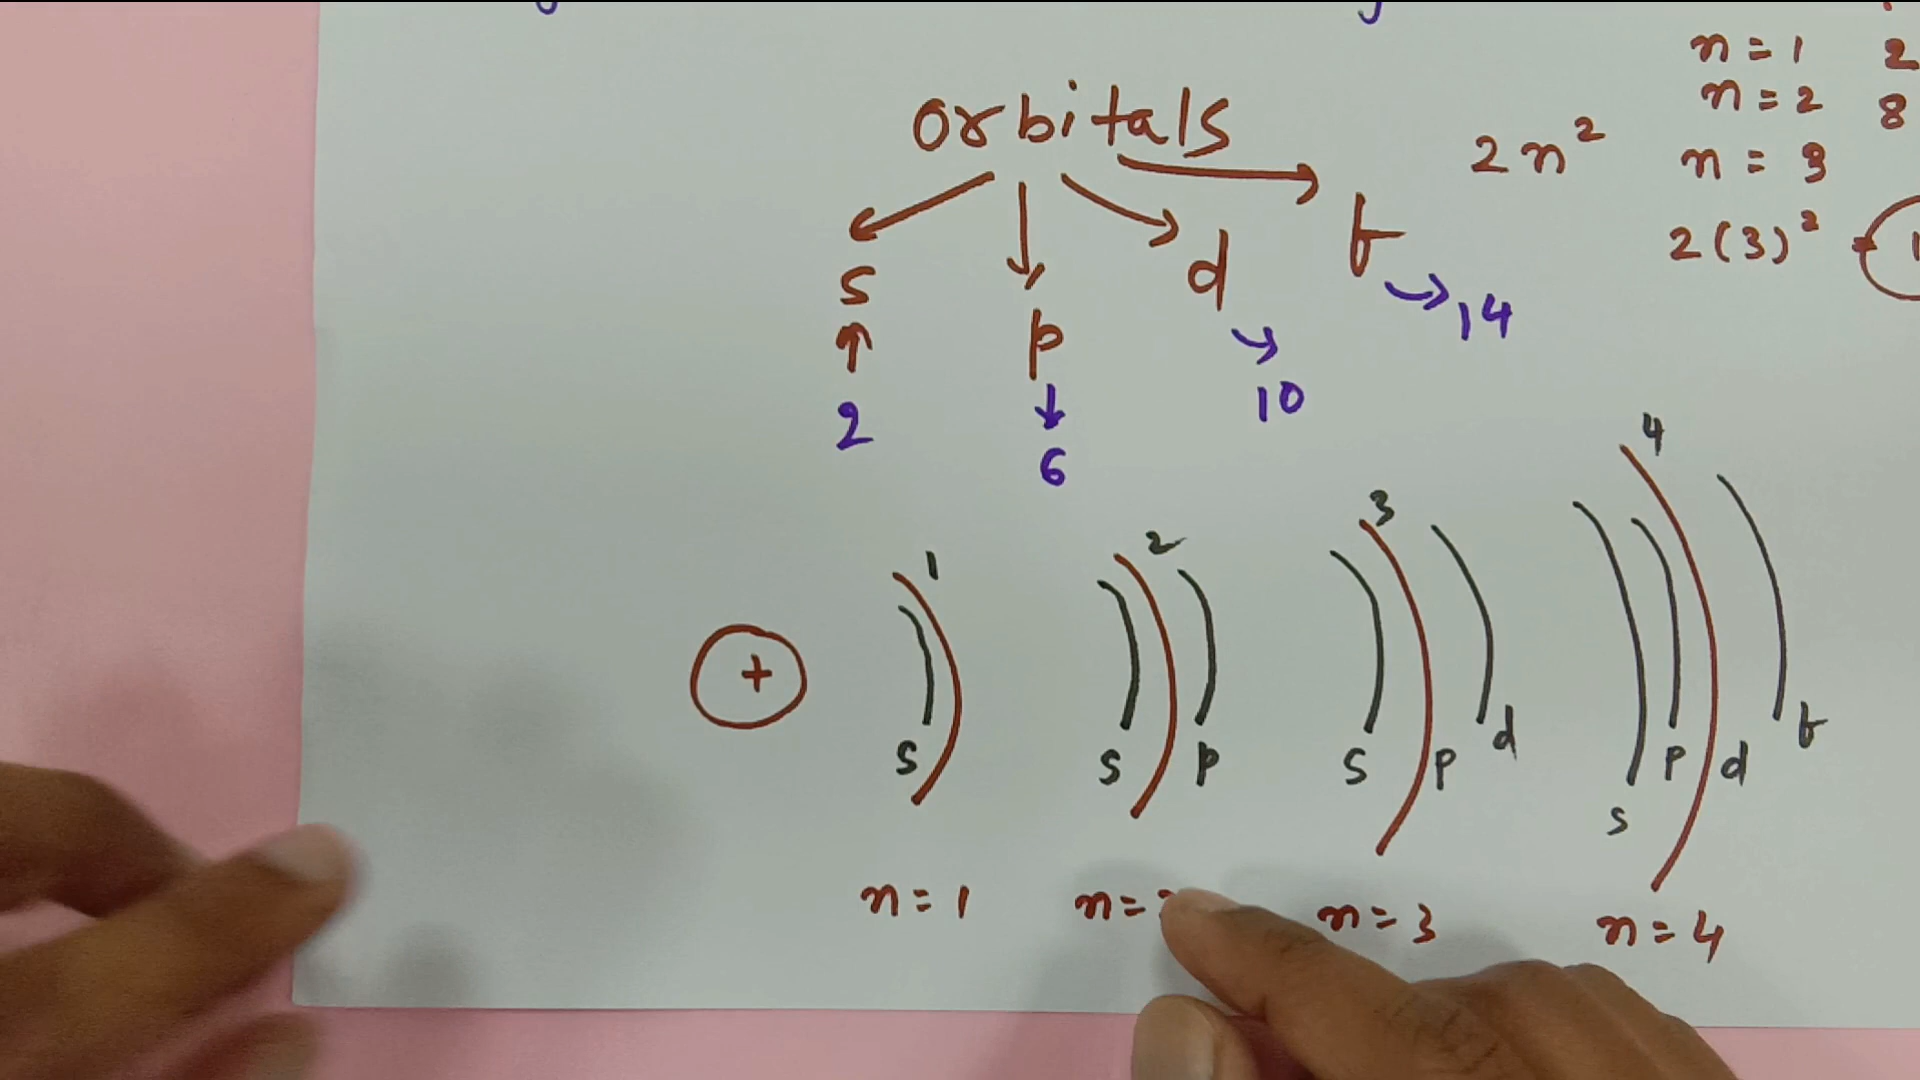 orbitals
s p d f
2 6 10 14
2n²
n = 1 2
n = 2 8
n = 3
2(3)²
1 2 3 4
+
s s p s p d s p d f
n = 1 n = n = 3 n = 4